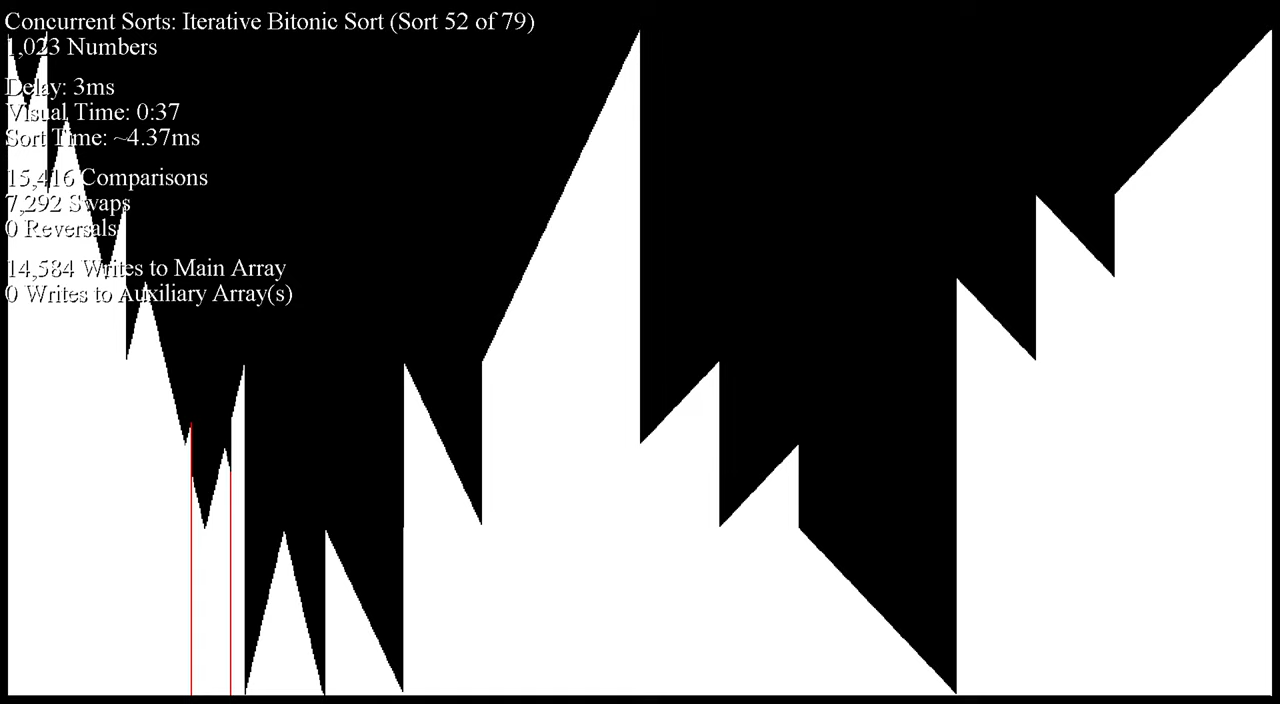 Concurrent Sorts: Iterative Bitonic Sort (Sort 52 of 79)
1,023 Numbers
Delay: 3ms
Visual Time: 0:37
Sort Time: ~4.37ms
15,416 Comparisons
7,292 Swaps
0 Reversals
14,584 Writes to Main Array
0 Writes to Auxiliary Array(s)